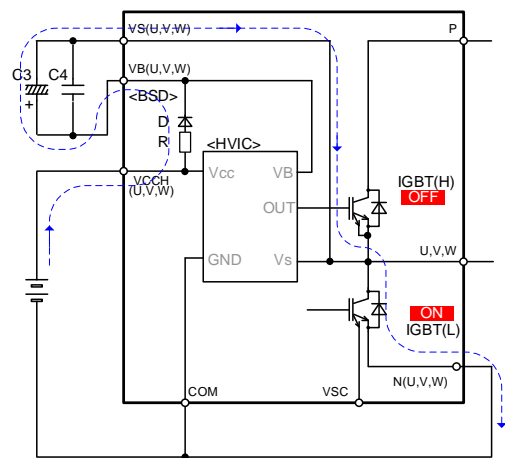 VS(U,V,W)
P
C3
C4
+
VB(U,V,W)
<BSD>
D
R
<HVIC>
VCCH
(U,V,W)
Vcc
VB
IGBT(H)
OFF
OUT
U,V,W
GND
Vs
ON
IGBT(L)
N(U,V,W)
COM
VSC